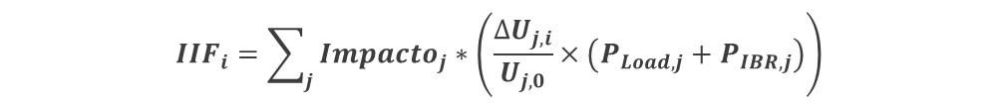 IIF_i = ∑_j Impacto_j * (ΔU_{j,i} / U_{j,0} × (P_{Load,j} + P_{IBR,j}))